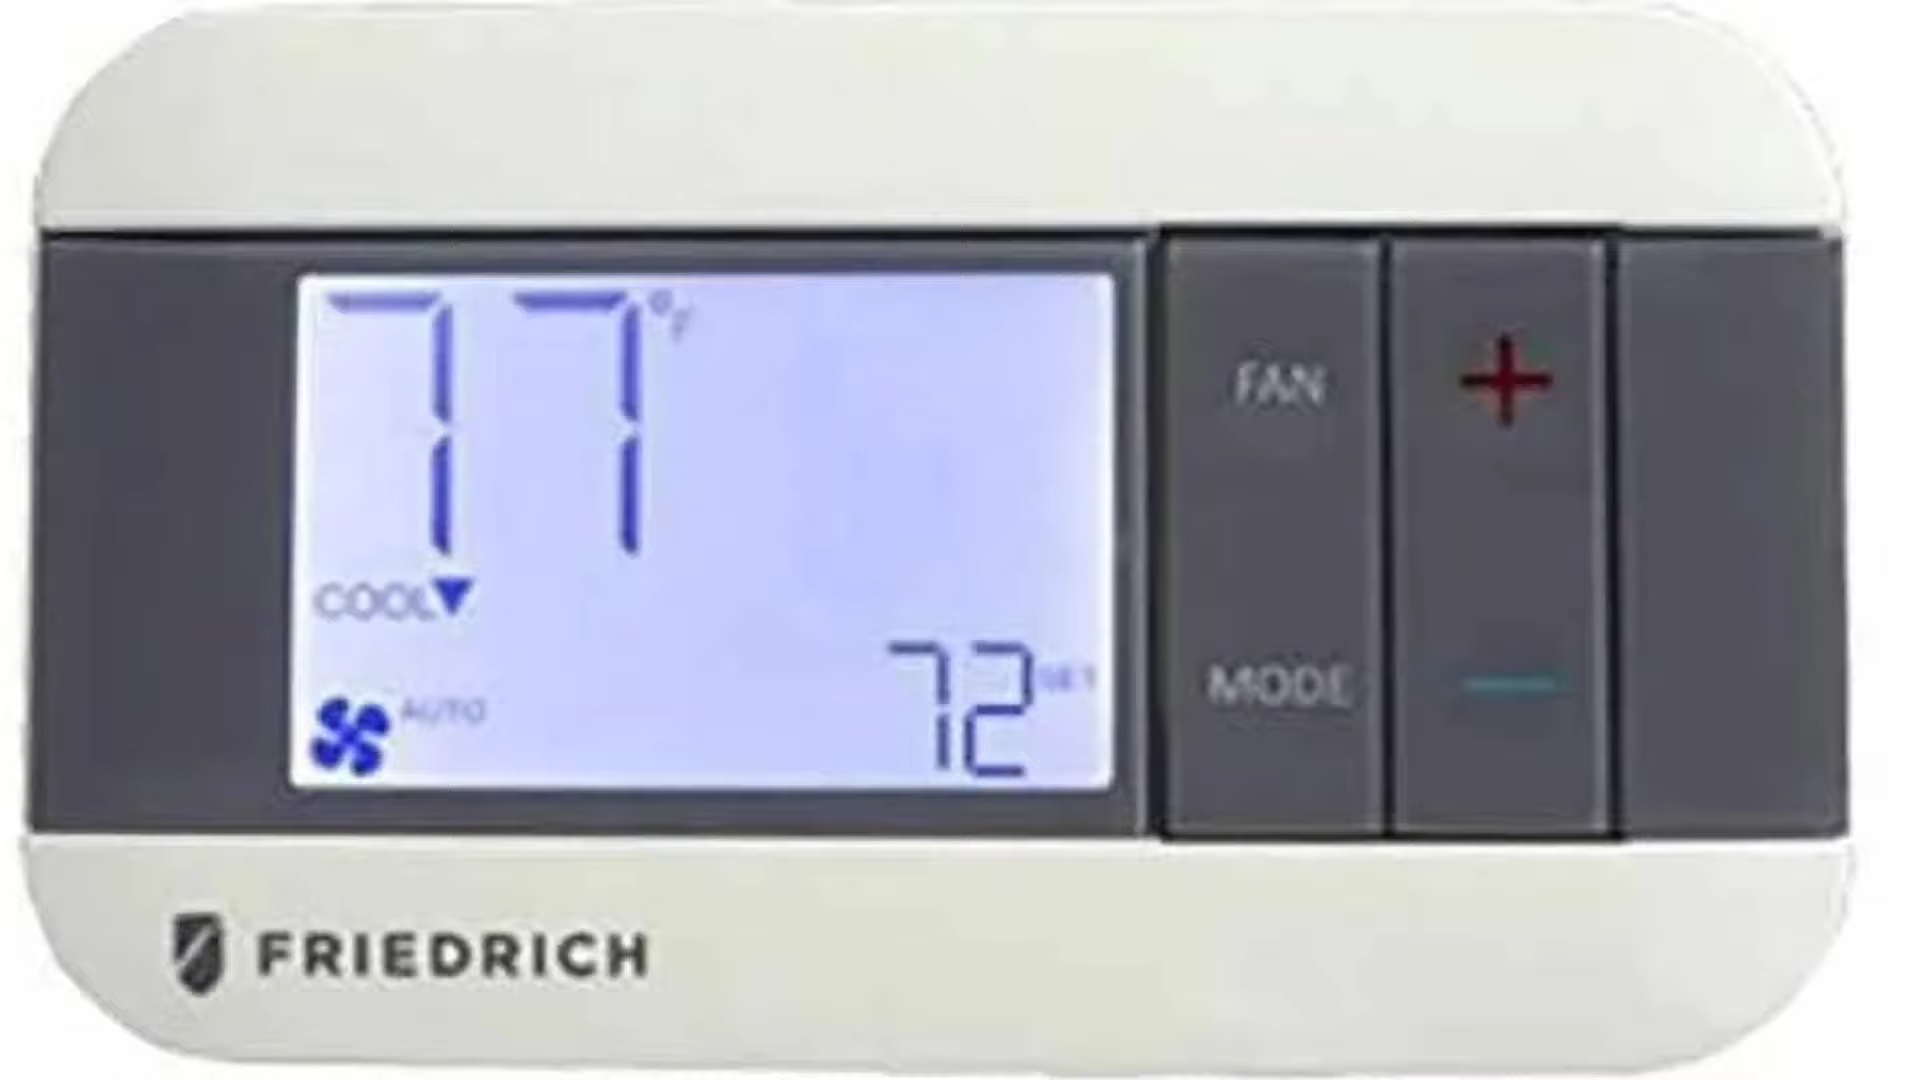 77°F
FAN
+
COOL▼
72 SET
MODE
–
AUTO
FRIEDRICH